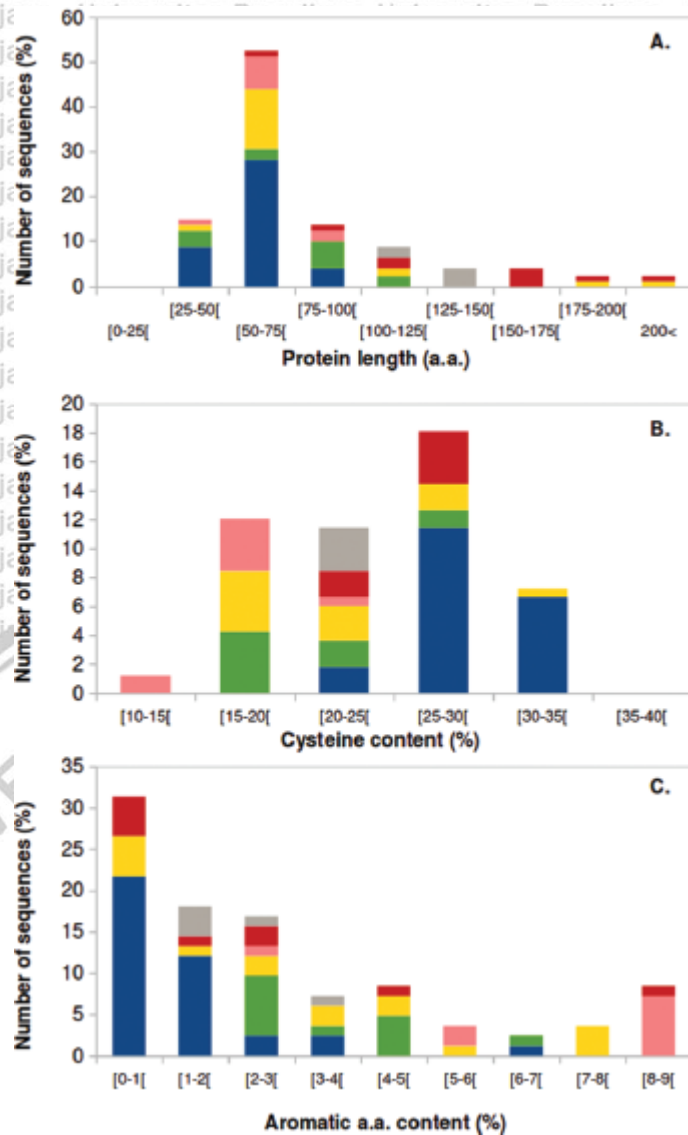 A.
Number of sequences (%)
60
50
40
30
20
10
0
[25-50[ [75-100[ [125-150[ [175-200[
[0-25[ [50-75[ [100-125[ [150-175[ 200<
Protein length (a.a.)
B.
Number of sequences (%)
20
18
16
14
12
10
8
6
4
2
0
[10-15[ [15-20[ [20-25[ [25-30[ [30-35[ [35-40[
Cysteine content (%)
C.
Number of sequences (%)
35
30
25
20
15
10
5
0
[0-1[ [1-2[ [2-3[ [3-4[ [4-5[ [5-6[ [6-7[ [7-8[ [8-9[
Aromatic a.a. content (%)